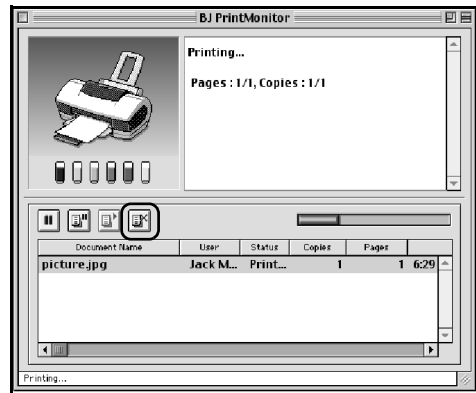 BJ PrintMonitor
Printing...
Pages : 1/1, Copies : 1/1
Document Name User Status Copies Pages
picture.jpg Jack M... Print... 1 1 6:29
Printing...